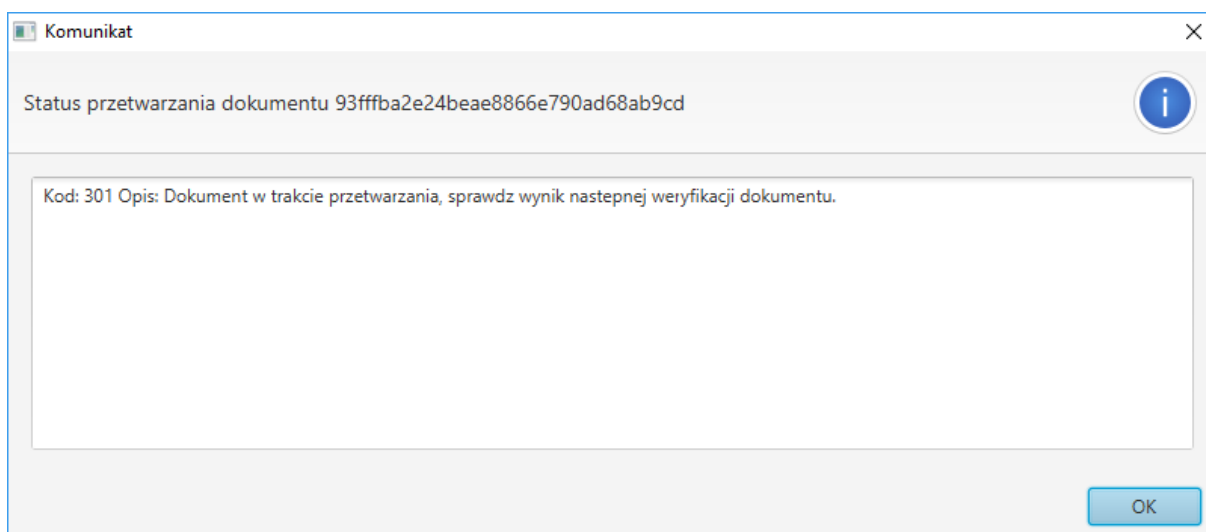 Komunikat
Status przetwarzania dokumentu 93fffba2e24beae8866e790ad68ab9cd
i
Kod: 301 Opis: Dokument w trakcie przetwarzania, sprawdz wynik nastepnej weryfikacji dokumentu.
OK